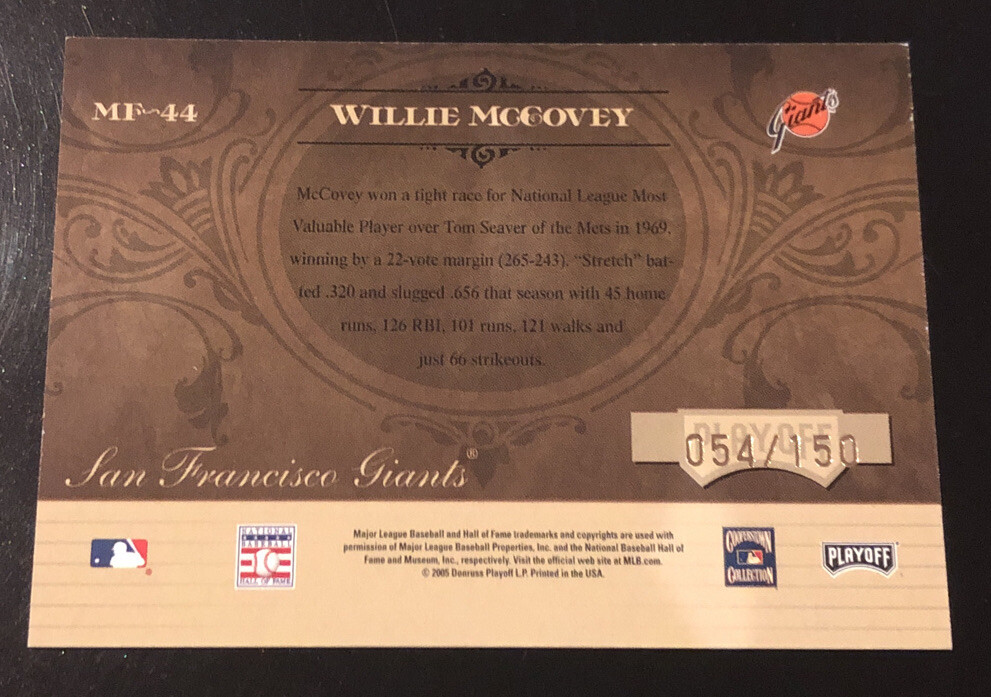 MF-44
WILLIE McCOVEY
Giants
McCovey won a tight race for National League Most
Valuable Player over Tom Seaver of the Mets in 1969,
winning by a 22-vote margin (265-243). "Stretch" bat-
ted .320 and slugged .656 that season with 45 home
runs, 126 RBI, 101 runs, 121 walks and
just 66 strikeouts.
PLAYOFF
054/150
San Francisco Giants®
NATIONAL
BASEBALL
HALL OF FAME
Major League Baseball and Hall of Fame trademarks and copyrights are used with
permission of Major League Baseball Properties, Inc. and the National Baseball Hall of
Fame and Museum, Inc., respectively. Visit the official web site at MLB.com.
© 2005 Donruss Playoff L.P. Printed in the USA.
COOPERSTOWN
COLLECTION
PLAYOFF